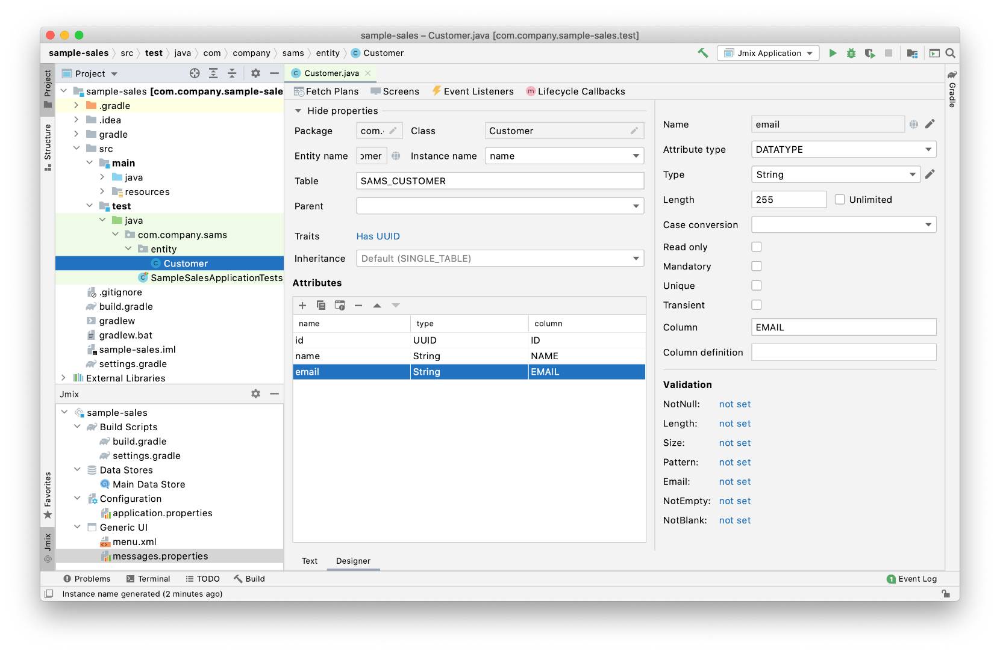 sample-sales – Customer.java [com.company.sample-sales.test]
sample-sales src test java com company sams entity Customer
Jmix Application
Project
Structure
Favorites
Jmix
Project
sample-sales [com.company.sample-sale
.gradle
.idea
gradle
src
main
java
resources
test
java
com.company.sams
entity
Customer
SampleSalesApplicationTests
.gitignore
build.gradle
gradlew
gradlew.bat
sample-sales.iml
settings.gradle
External Libraries
Jmix
sample-sales
Build Scripts
build.gradle
settings.gradle
Data Stores
Main Data Store
Configuration
application.properties
Generic UI
menu.xml
messages.properties
Customer.java
Fetch Plans Screens Event Listeners Lifecycle Callbacks
Hide properties
Package com. Class Customer
Entity name omer Instance name name
Table SAMS_CUSTOMER
Parent
Traits Has UUID
Inheritance Default (SINGLE_TABLE)
Attributes
name type column
id UUID ID
name String NAME
email String EMAIL
Text Designer
Name email
Attribute type DATATYPE
Type String
Length 255 Unlimited
Case conversion
Read only
Mandatory
Unique
Transient
Column EMAIL
Column definition
Validation
NotNull: not set
Length: not set
Size: not set
Pattern: not set
Email: not set
NotEmpty: not set
NotBlank: not set
Gradle
Problems Terminal TODO Build 1 Event Log
Instance name generated (2 minutes ago)